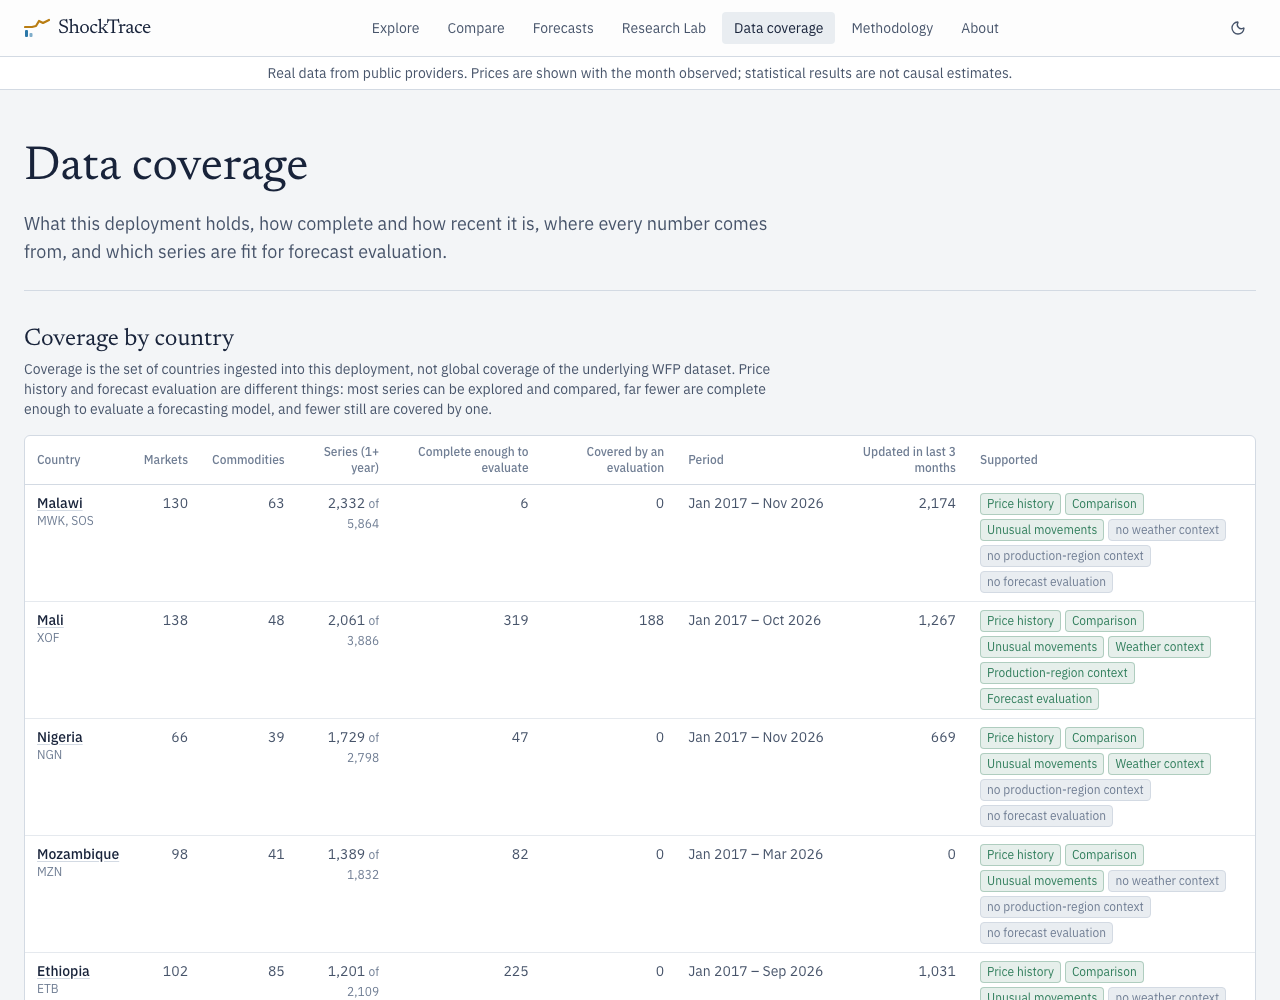 ShockTrace
Explore
Compare
Forecasts
Research Lab
Data coverage
Methodology
About
Real data from public providers. Prices are shown with the month observed; statistical results are not causal estimates.
Data coverage
What this deployment holds, how complete and how recent it is, where every number comes
from, and which series are fit for forecast evaluation.
Coverage by country
Coverage is the set of countries ingested into this deployment, not global coverage of the underlying WFP dataset. Price
history and forecast evaluation are different things: most series can be explored and compared, far fewer are complete
enough to evaluate a forecasting model, and fewer still are covered by one.
Country Markets Commodities Series (1+ year) Complete enough to evaluate Covered by an evaluation Period Updated in last 3 months Supported
Malawi 130 63 2,332 of 6 0 Jan 2017 – Nov 2026 2,174 Price history Comparison
MWK, SOS 5,864 Unusual movements no weather context
no production-region context
no forecast evaluation
Mali 138 48 2,061 of 319 188 Jan 2017 – Oct 2026 1,267 Price history Comparison
XOF 3,886 Unusual movements Weather context
Production-region context
Forecast evaluation
Nigeria 66 39 1,729 of 47 0 Jan 2017 – Nov 2026 669 Price history Comparison
NGN 2,798 Unusual movements Weather context
no production-region context
no forecast evaluation
Mozambique 98 41 1,389 of 82 0 Jan 2017 – Mar 2026 0 Price history Comparison
MZN 1,832 Unusual movements no weather context
no production-region context
no forecast evaluation
Ethiopia 102 85 1,201 of 225 0 Jan 2017 – Sep 2026 1,031 Price history Comparison
ETB 2,109 Unusual movements no weather context